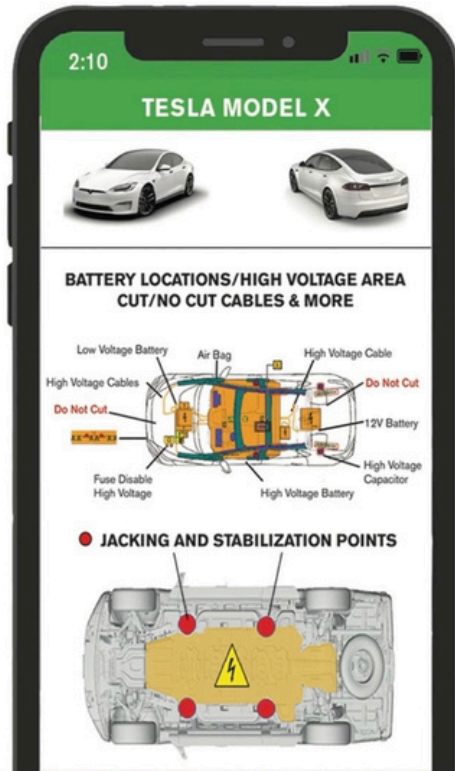 2:10
TESLA MODEL X
BATTERY LOCATIONS/HIGH VOLTAGE AREA
CUT/NO CUT CABLES & MORE
Low Voltage Battery
Air Bag
High Voltage Cable
High Voltage Cables
Do Not Cut
Do Not Cut
12V Battery
Fuse Disable
High Voltage
High Voltage Battery
High Voltage
Capacitor
JACKING AND STABILIZATION POINTS